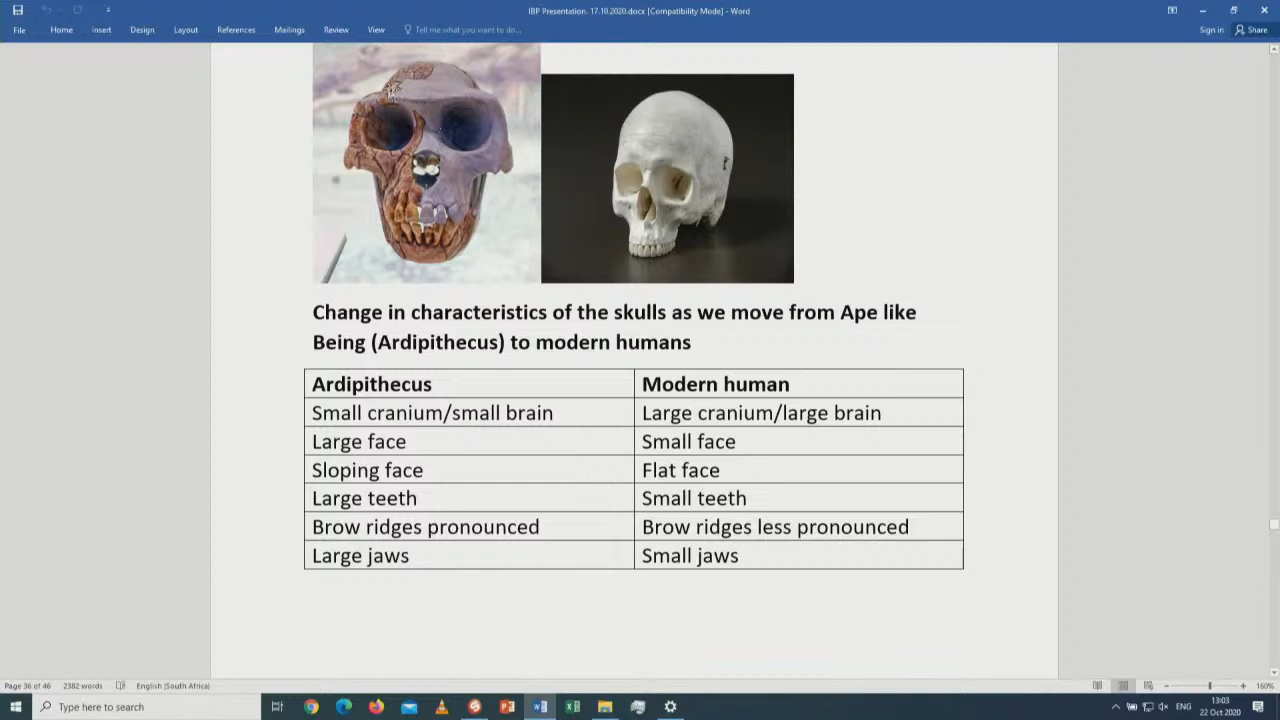 IBP Presentation. 17.10.2020.docx [Compatibility Mode] - Word
File Home Insert Design Layout References Mailings Review View Tell me what you want to do... Sign in Share
Change in characteristics of the skulls as we move from Ape like
Being (Ardipithecus) to modern humans
Ardipithecus Modern human
Small cranium/small brain Large cranium/large brain
Large face Small face
Sloping face Flat face
Large teeth Small teeth
Brow ridges pronounced Brow ridges less pronounced
Large jaws Small jaws
Page 36 of 46 2382 words English (South Africa) 160%
Type here to search ENG 13:03
22 Oct 2020